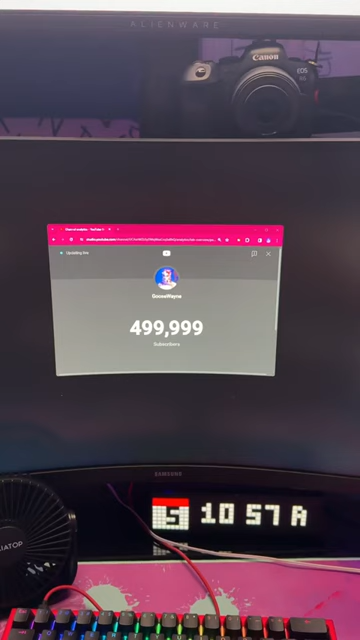 ALIENWARE
Canon
EOS
Updating live
GooseWayne
499,999
Subscribers
SAMSUNG
5
10 57 A